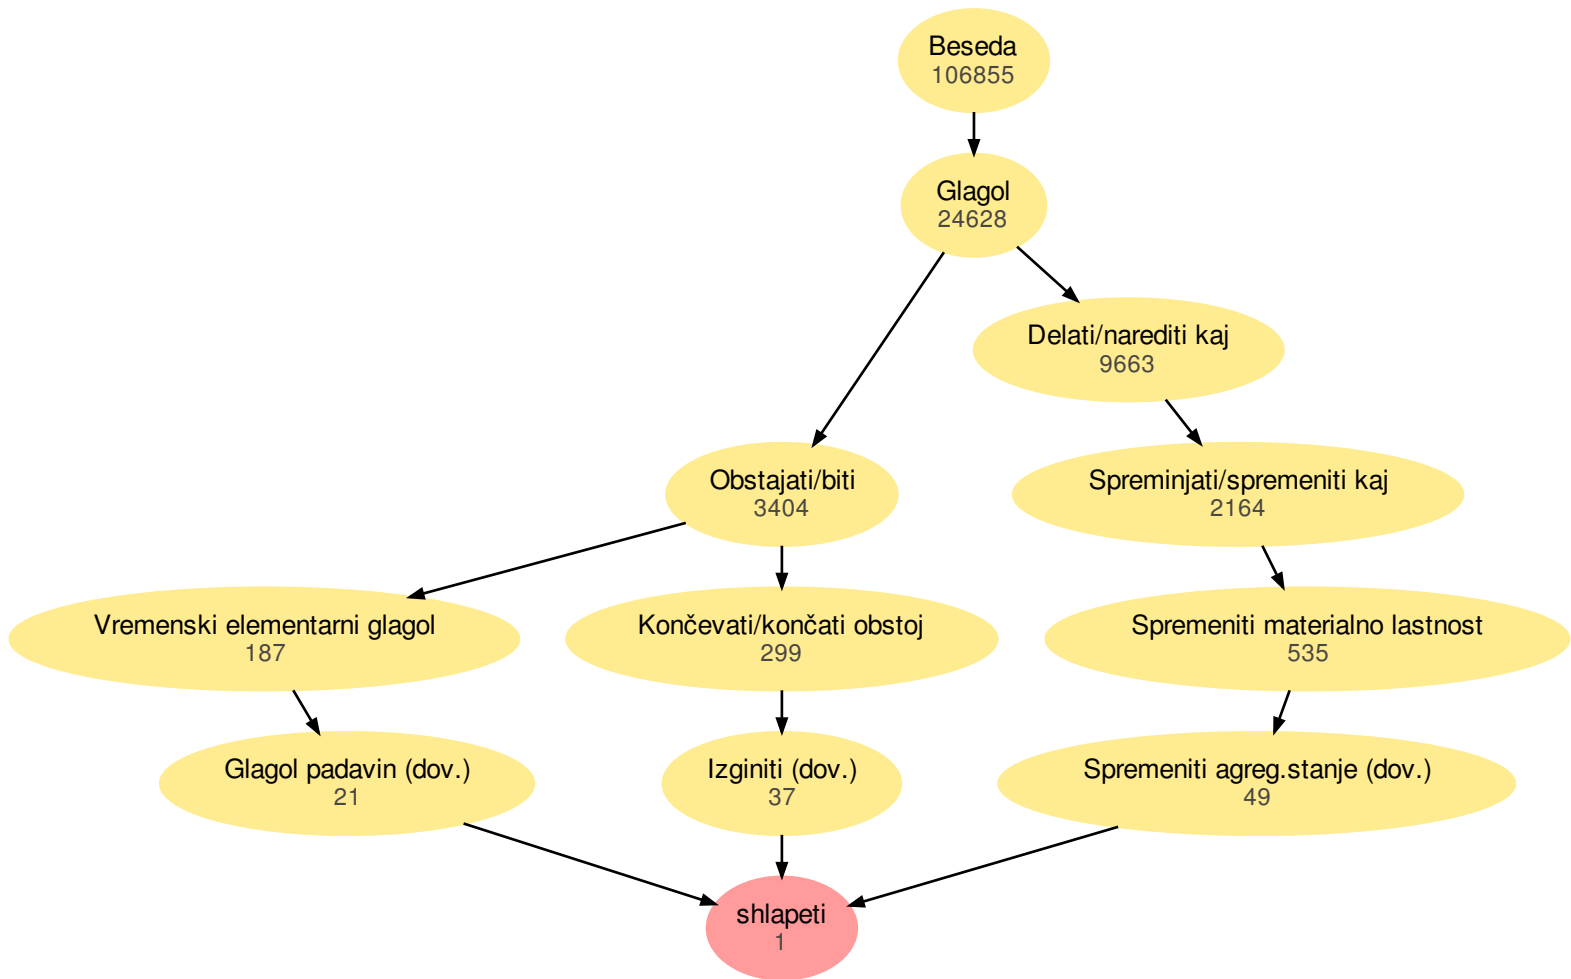 Beseda
106855
Glagol
24628
Delati/narediti kaj
9663
Obstajati/biti
3404
Spreminjati/spremeniti kaj
2164
Vremenski elementarni glagol
187
Končevati/končati obstoj
299
Spremeniti materialno lastnost
535
Glagol padavin (dov.)
21
Izginiti (dov.)
37
Spremeniti agreg.stanje (dov.)
49
shlapeti
1